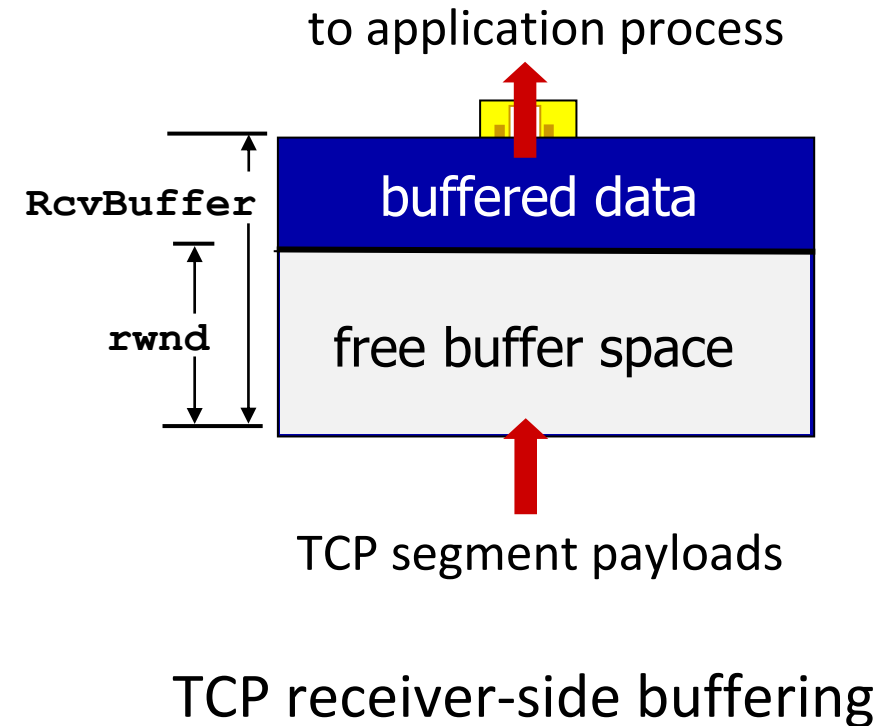 to application process
RcvBuffer
buffered data
rwnd
free buffer space
TCP segment payloads
TCP receiver-side buffering